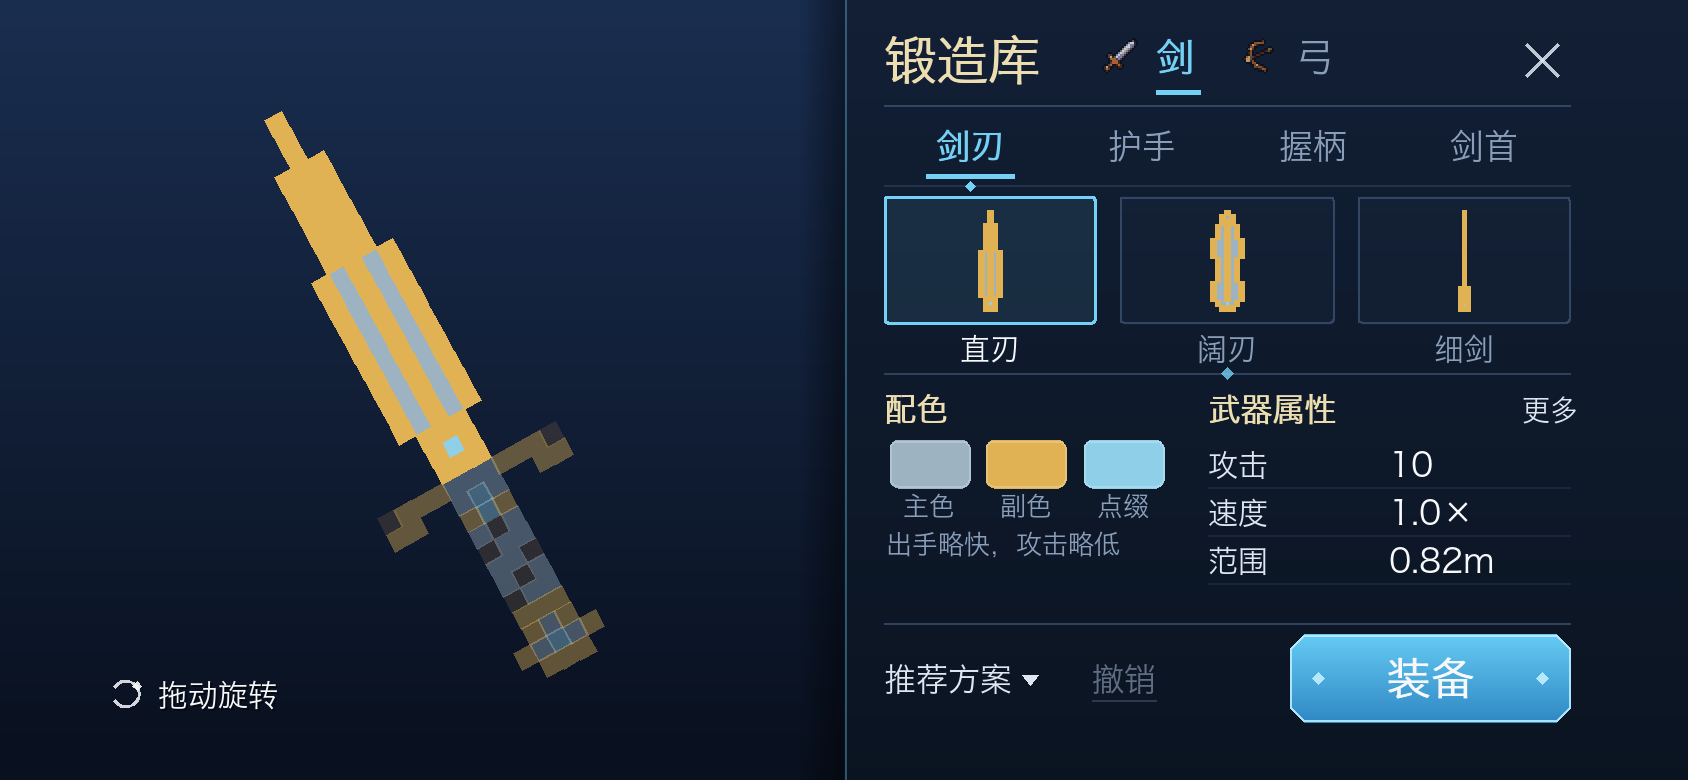 锻造库 剑 弓
剑刃 护手 握柄 剑首
直刃 阔刃 细剑
配色
主色 副色 点缀
出手略快，攻击略低
武器属性 更多
攻击 10
速度 1.0×
范围 0.82m
拖动旋转
推荐方案 撤销 装备